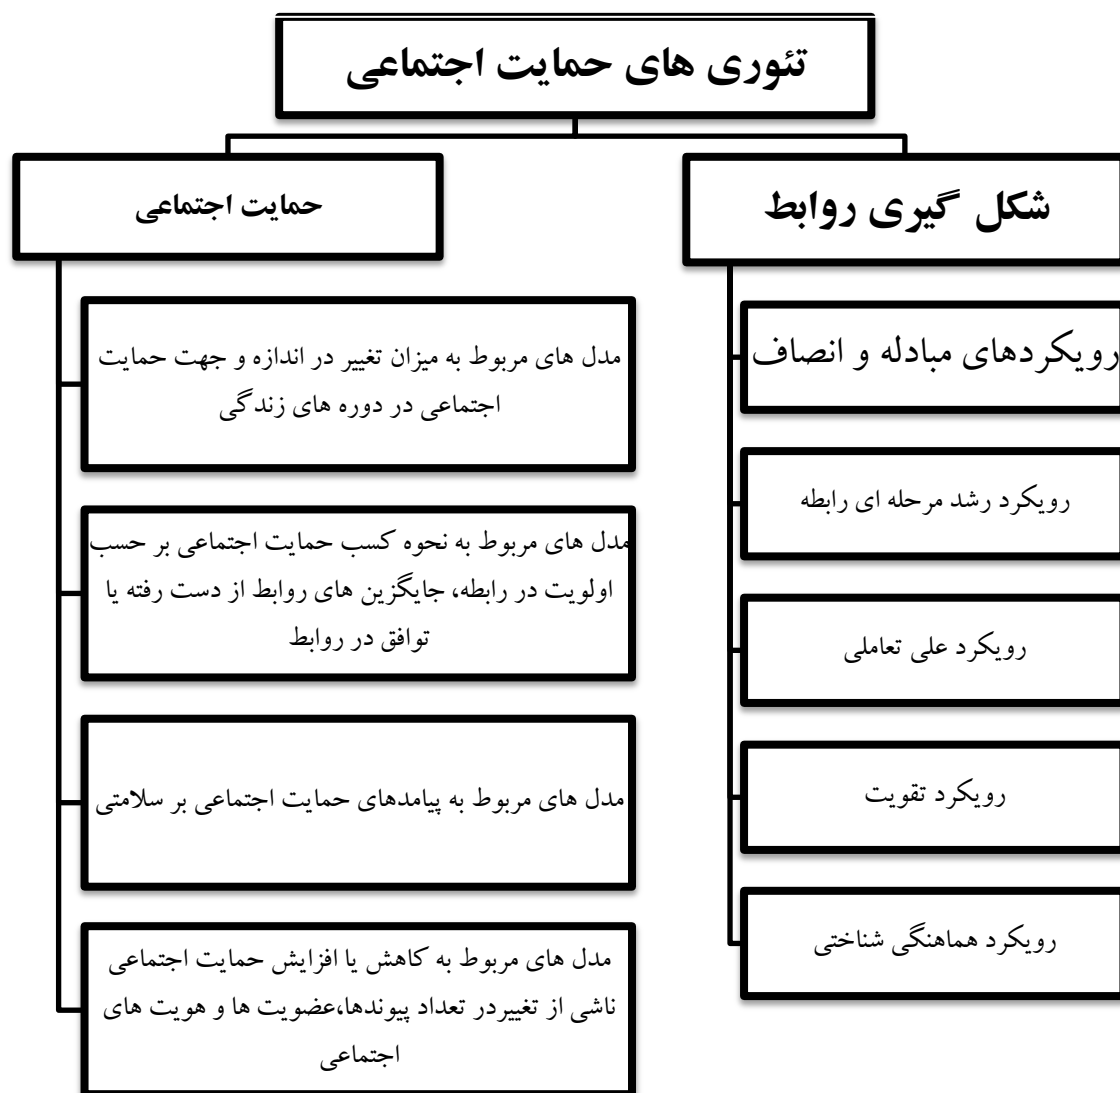 تئوری های حمایت اجتماعی
شکل گیری روابط
رویکردهای مبادله و انصاف
رویکرد رشد مرحله ای رابطه
رویکرد علی تعاملی
رویکرد تقویت
رویکرد هماهنگی شناختی
حمایت اجتماعی
مدل های مربوط به میزان تغییر در اندازه و جهت حمایت
اجتماعی در دوره های زندگی
مدل های مربوط به نحوه کسب حمایت اجتماعی بر حسب
اولویت در رابطه، جایگزین های روابط از دست رفته یا
توافق در روابط
مدل های مربوط به پیامدهای حمایت اجتماعی بر سلامتی
مدل های مربوط به کاهش یا افزایش حمایت اجتماعی
ناشی از تغییردر تعداد پیوندها،عضویت ها و هویت های
اجتماعی